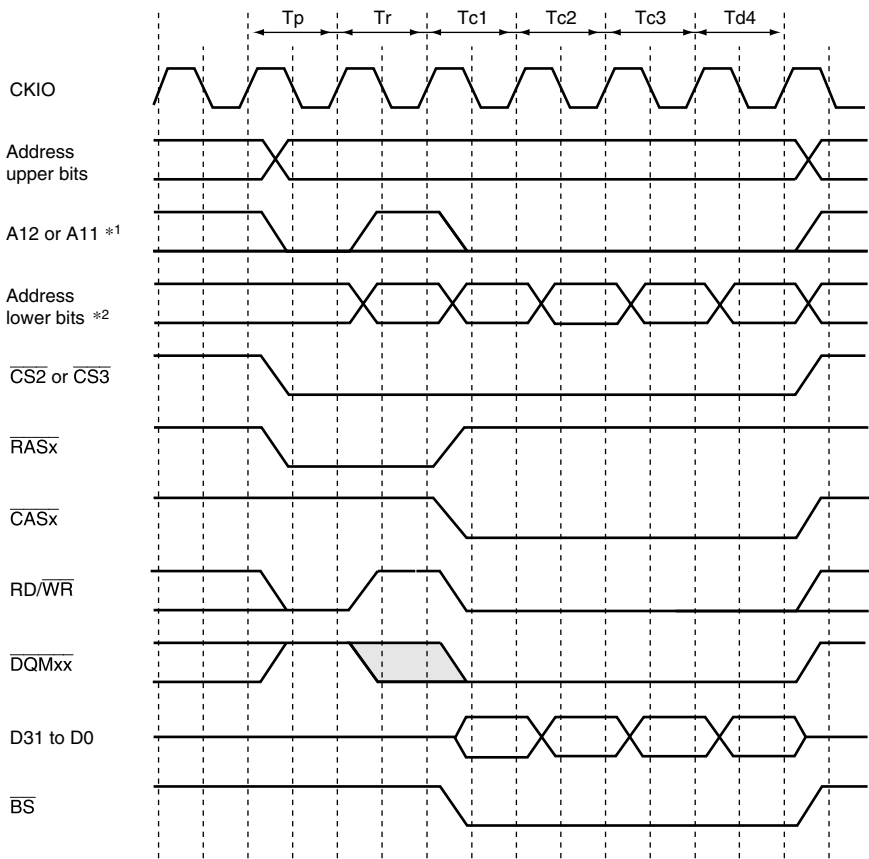 Tp Tr Tc1 Tc2 Tc3 Td4
CKIO
Address
upper bits
A12 or A11 *1
Address
lower bits *2
CS2 or CS3
RASx
CASx
RD/WR
DQMxx
D31 to D0
BS